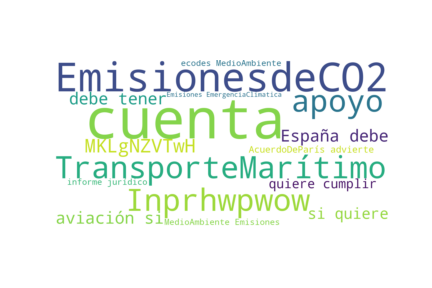 ecodes MedioAmbiente
EmisionesdeCO2
Emisiones EmergenciaClimatica
debe tener
apoyo
cuenta
España debe
MKLgNZVTwH
AcuerdoDeParis advierte
TransporteMarítimo
informe jurídico
quiere cumplir
Inprhwpwow
si quiere
aviación si
MedioAmbiente Emisiones